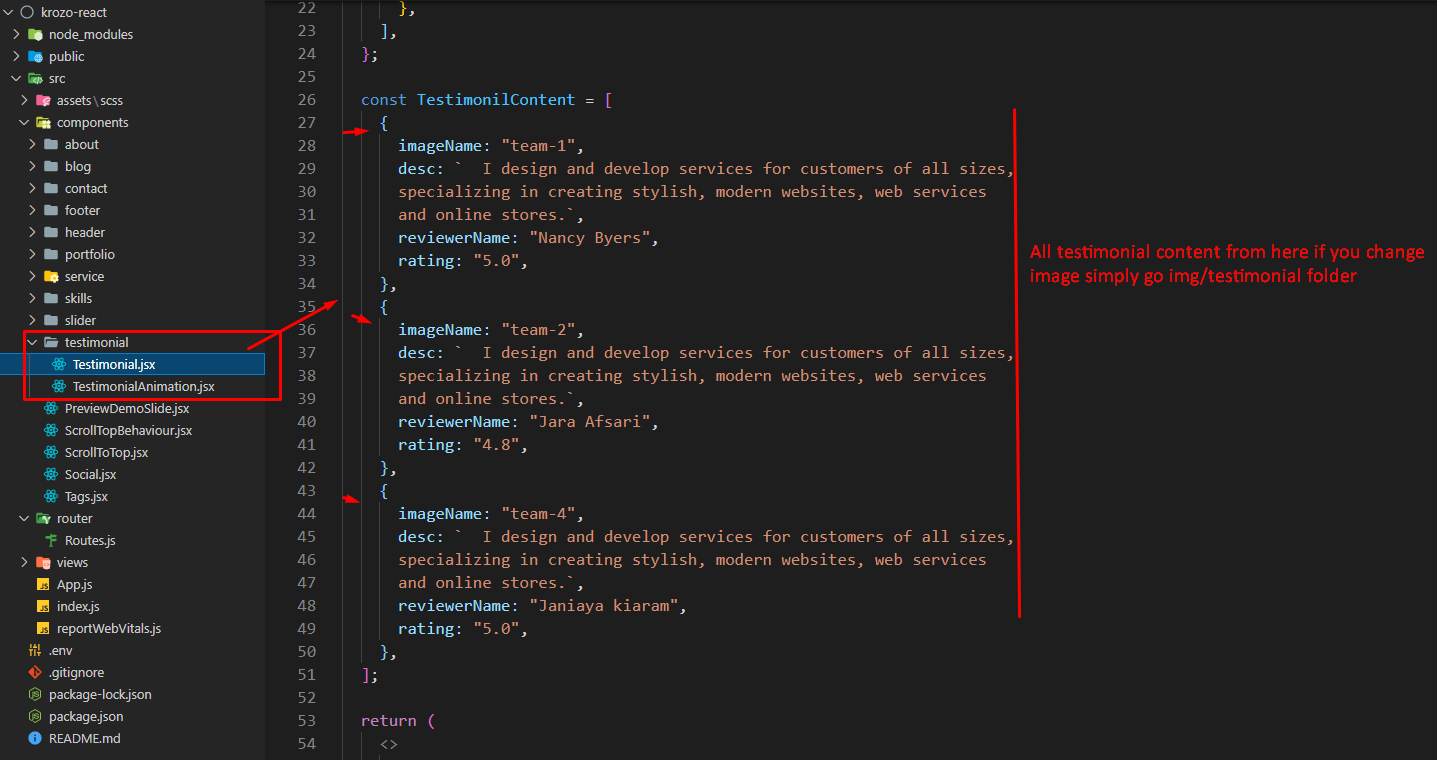 krozo-react
node_modules
public
src
assets\scss
components
about
blog
contact
footer
header
portfolio
service
skills
slider
testimonial
Testimonial.jsx
TestimonialAnimation.jsx
PreviewDemoSlide.jsx
ScrollTopBehaviour.jsx
ScrollToTop.jsx
Social.jsx
Tags.jsx
router
Routes.js
views
App.js
index.js
reportWebVitals.js
.env
.gitignore
package-lock.json
package.json
README.md
22 },
23 ],
24 };
25
26 const TestimonilContent = [
27 {
28 imageName: "team-1",
29 desc: `  I design and develop services for customers of all sizes,
30 specializing in creating stylish, modern websites, web services
31 and online stores.`,
32 reviewerName: "Nancy Byers",
33 rating: "5.0",
34 },
35 {
36 imageName: "team-2",
37 desc: `  I design and develop services for customers of all sizes,
38 specializing in creating stylish, modern websites, web services
39 and online stores.`,
40 reviewerName: "Jara Afsari",
41 rating: "4.8",
42 },
43 {
44 imageName: "team-4",
45 desc: `  I design and develop services for customers of all sizes,
46 specializing in creating stylish, modern websites, web services
47 and online stores.`,
48 reviewerName: "Janiaya kiaram",
49 rating: "5.0",
50 },
51 ];
52
53 return (
54 <>
All testimonial content from here if you change
image simply go img/testimonial folder